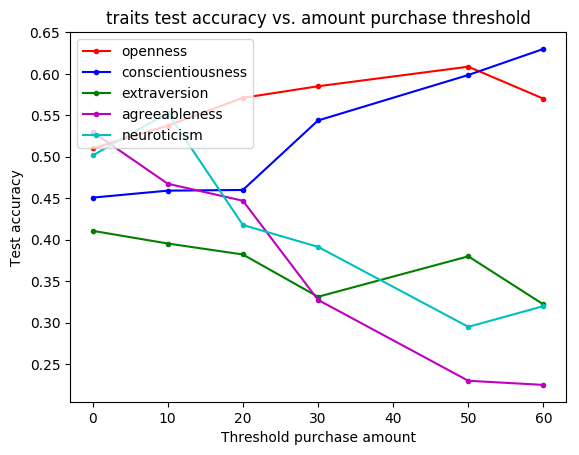 traits test accuracy vs. amount purchase threshold
0.65
0.60
0.55
0.50
0.45
0.40
0.35
0.30
0.25
Test accuracy
openness
conscientiousness
extraversion
agreeableness
neuroticism
0 10 20 30 40 50 60
Threshold purchase amount